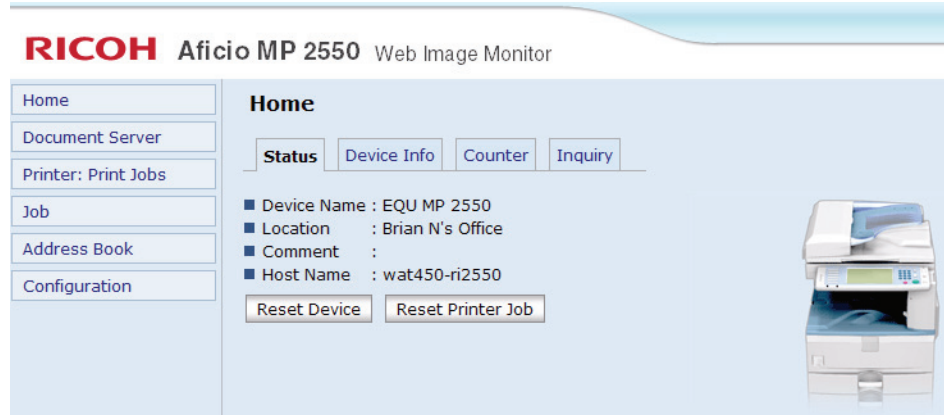 RICOH Aficio MP 2550 Web Image Monitor
Home
Document Server
Printer: Print Jobs
Job
Address Book
Configuration
Home
Status Device Info Counter Inquiry
Device Name : EQU MP 2550
Location : Brian N's Office
Comment :
Host Name : wat450-ri2550
Reset Device Reset Printer Job